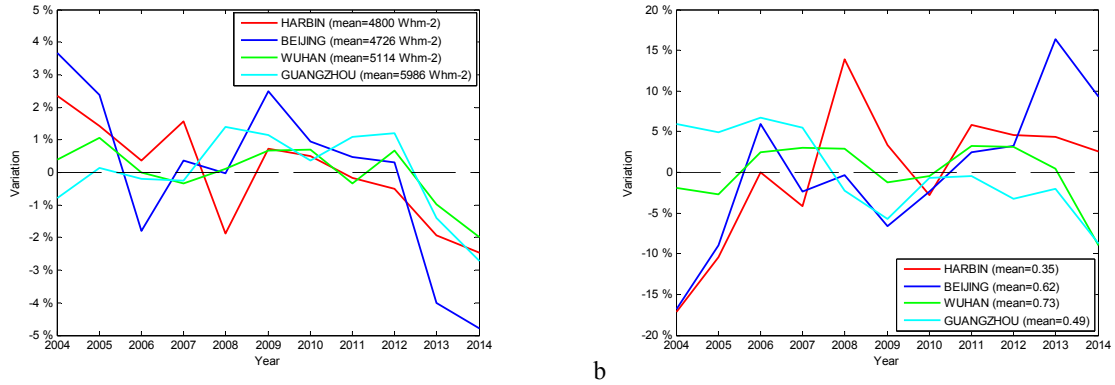 5 %
4 %
3 %
2 %
1 %
0
-1 %
-2 %
-3 %
-4 %
-5 %
Variation
HARBIN (mean=4800 Whm-2)
BEIJING (mean=4726 Whm-2)
WUHAN (mean=5114 Whm-2)
GUANGZHOU (mean=5986 Whm-2)
2004 2005 2006 2007 2008 2009 2010 2011 2012 2013 2014
Year
b
20 %
15 %
10 %
5 %
0
-5 %
-10 %
-15 %
-20 %
Variation
HARBIN (mean=0.35)
BEIJING (mean=0.62)
WUHAN (mean=0.73)
GUANGZHOU (mean=0.49)
2004 2005 2006 2007 2008 2009 2010 2011 2012 2013 2014
Year